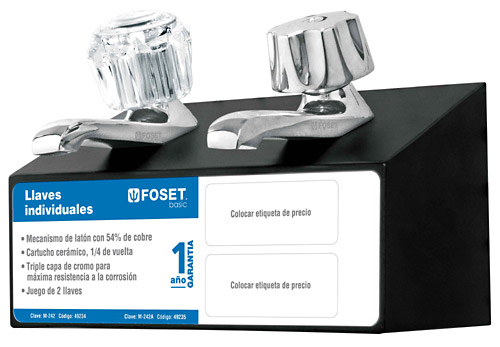 FOSET
Llaves
individuales
FOSET
basic
• Mecanismo de latón con 54% de cobre
• Cartucho cerámico, 1/4 de vuelta
• Triple capa de cromo para
máxima resistencia a la corrosión
• Juego de 2 llaves
1
año
GARANTIA
Clave: M-242 Código: 49234
Clave: M-242A Código: 49235
Colocar etiqueta de precio
Colocar etiqueta de precio